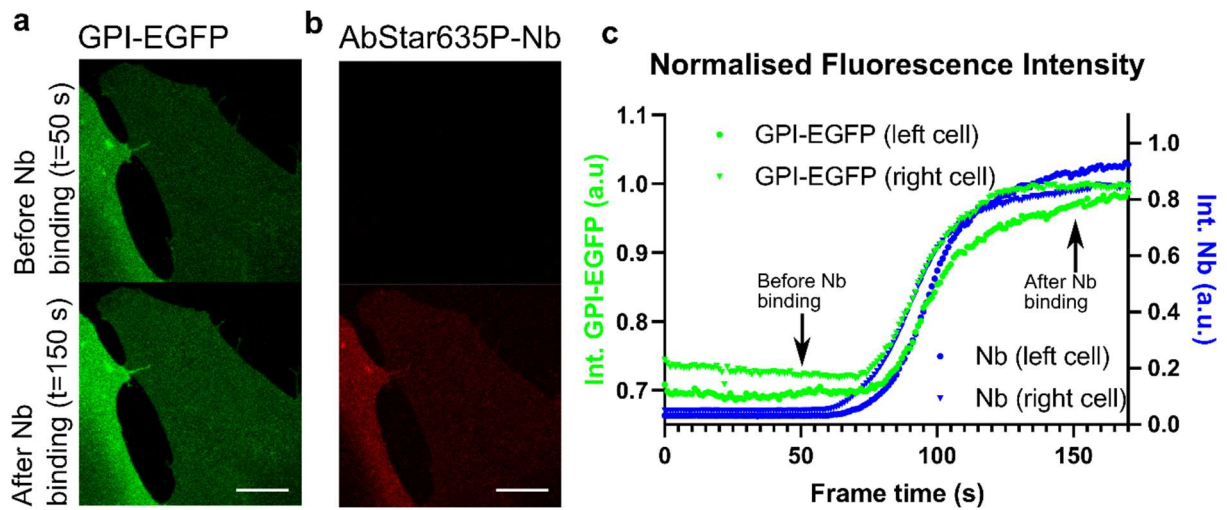 a
GPI-EGFP
Before Nb
binding (t=50 s)
After Nb
binding (t=150 s)
b
AbStar635P-Nb
c
Normalised Fluorescence Intensity
Int. GPI-EGFP (a.u)
1.1
1.0
0.9
0.8
0.7
GPI-EGFP (left cell)
GPI-EGFP (right cell)
Before Nb
binding
After Nb
binding
Nb (left cell)
Nb (right cell)
1.0
0.8
0.6
0.4
0.2
0.0
Int. Nb (a.u.)
0 50 100 150
Frame time (s)